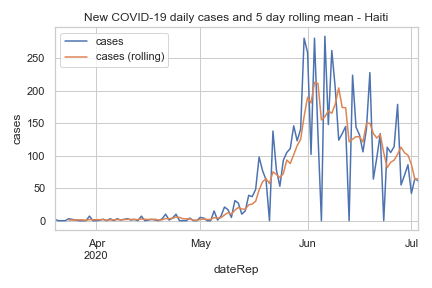 New COVID-19 daily cases and 5 day rolling mean - Haiti
cases
cases (rolling)
250
200
150
100
50
0
cases
Apr
2020
May
Jun
Jul
dateRep